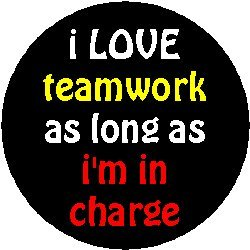 i LOVE
teamwork
as long as
i'm in
charge